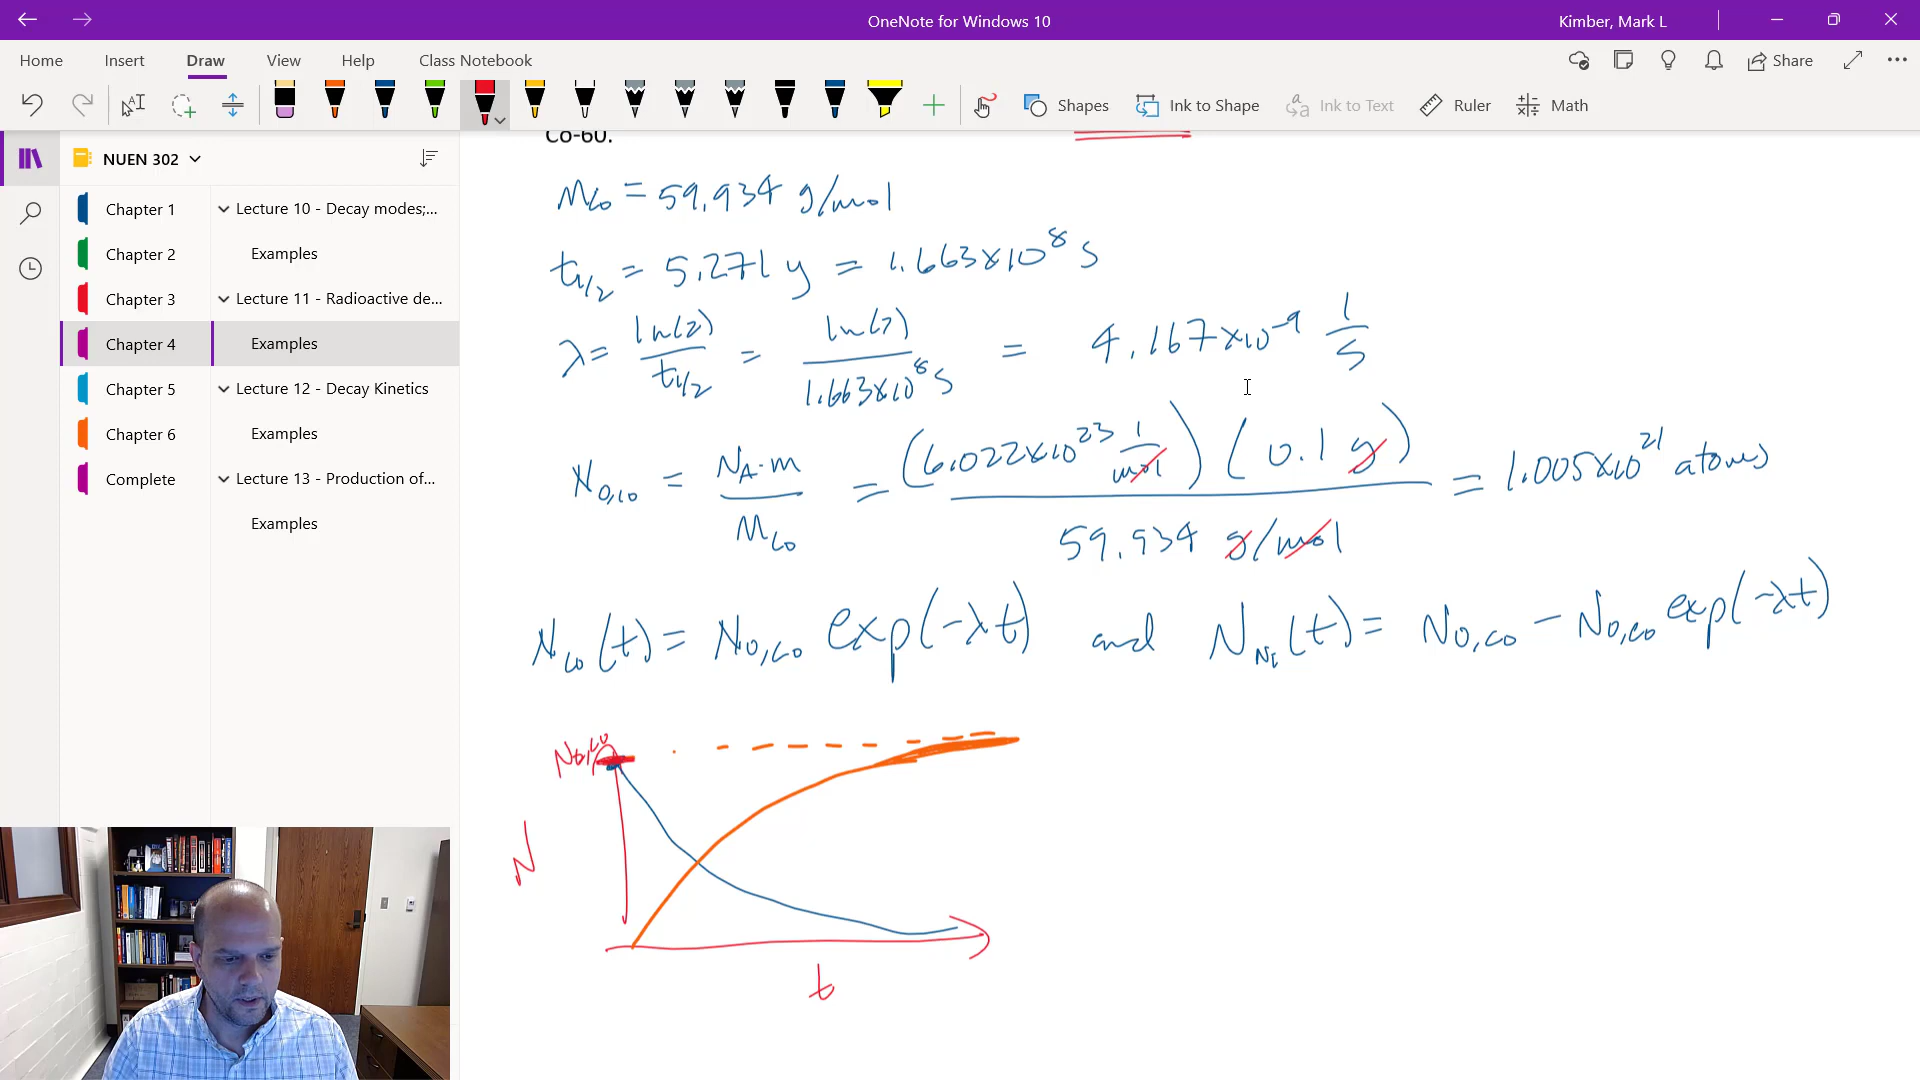 OneNote for Windows 10
Kimber, Mark L
Home Insert Draw View Help Class Notebook
Share
Shapes Ink to Shape Ink to Text Ruler Math
NUEN 302
Chapter 1
Chapter 2
Chapter 3
Chapter 4
Chapter 5
Chapter 6
Complete
Lecture 10 - Decay modes;...
Examples
Lecture 11 - Radioactive de...
Examples
Lecture 12 - Decay Kinetics
Examples
Lecture 13 - Production of...
Examples
Co-60.
M_Co = 59.934 g/mol
t_1/2 = 5.271 y = 1.663×10^8 s
λ = ln(2)/t_1/2 = ln(2)/1.663×10^8 s = 4.167×10^-9 1/s
N_0,Co = N_A·m/M_Co = (6.022×10^23 1/mol)(0.1 g)/59.934 g/mol = 1.005×10^21 atoms
N_Co(t) = N_0,Co exp(-λt) and N_Ni(t) = N_0,Co - N_0,Co exp(-λt)
N_0,Co
N
t